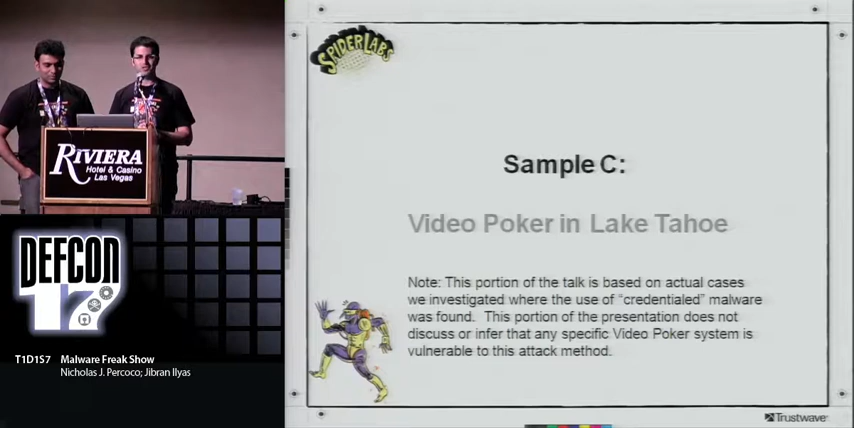 SPIDERLABS
RIVIERA
Hotel & Casino
Las Vegas
DEFCON
17
T1D1S7 Malware Freak Show
Nicholas J. Percoco; Jibran Ilyas
Sample C:
Video Poker in Lake Tahoe
Note: This portion of the talk is based on actual cases
we investigated where the use of “credentialed” malware
was found. This portion of the presentation does not
discuss or infer that any specific Video Poker system is
vulnerable to this attack method.
Trustwave®